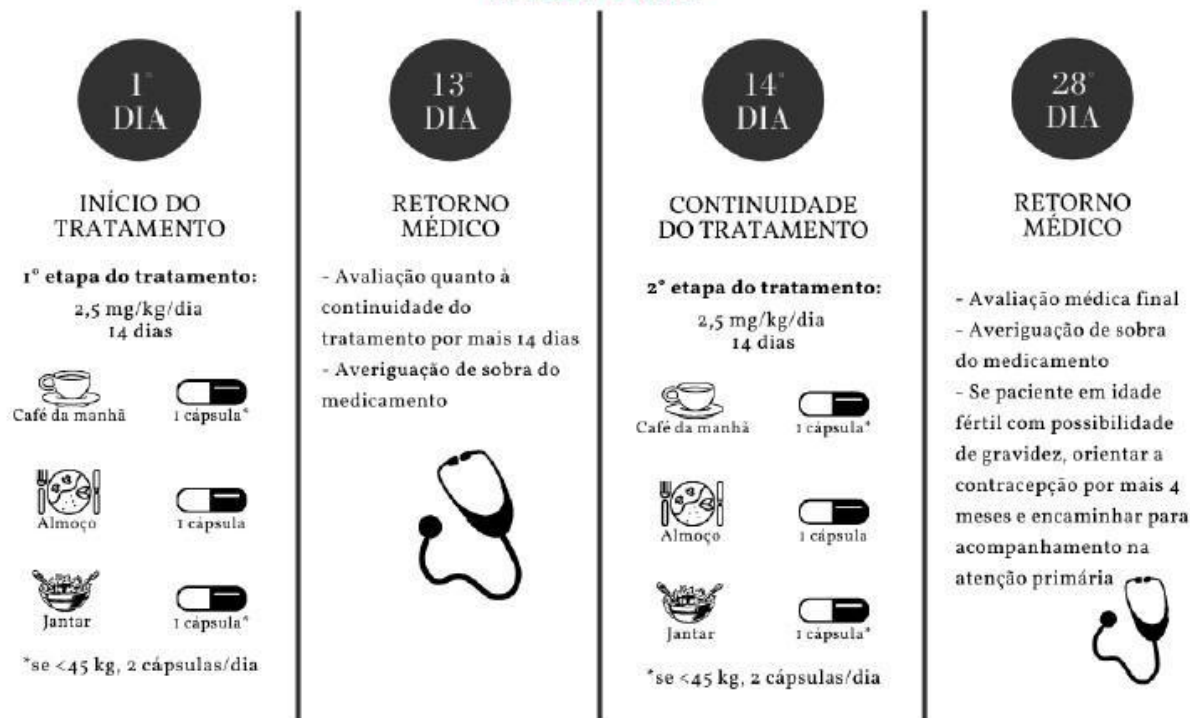 1°
DIA
INÍCIO DO
TRATAMENTO
1° etapa do tratamento:
2,5 mg/kg/dia
14 dias
Café da manhã
1 cápsula*
Almoço
1 cápsula
Jantar
1 cápsula*
*se <45 kg, 2 cápsulas/dia
13°
DIA
RETORNO
MÉDICO
- Avaliação quanto à
continuidade do
tratamento por mais 14 dias
- Averiguação de sobra do
medicamento
14°
DIA
CONTINUIDADE
DO TRATAMENTO
2° etapa do tratamento:
2,5 mg/kg/dia
14 dias
Café da manhã
1 cápsula*
Almoço
1 cápsula
Jantar
1 cápsula*
*se <45 kg, 2 cápsulas/dia
28°
DIA
RETORNO
MÉDICO
- Avaliação médica final
- Averiguação de sobra
do medicamento
- Se paciente em idade
fértil com possibilidade
de gravidez, orientar a
contracepção por mais 4
meses e encaminhar para
acompanhamento na
atenção primária